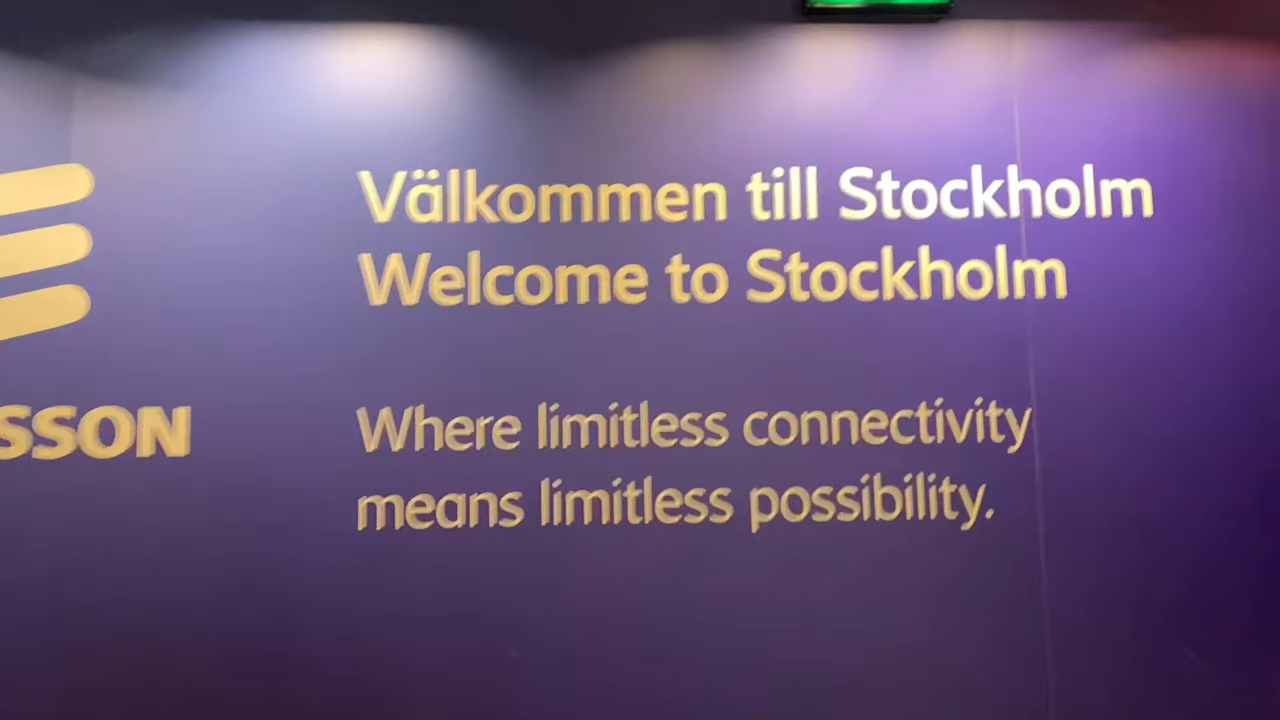 Välkommen till Stockholm
Welcome to Stockholm
SSON
Where limitless connectivity
means limitless possibility.